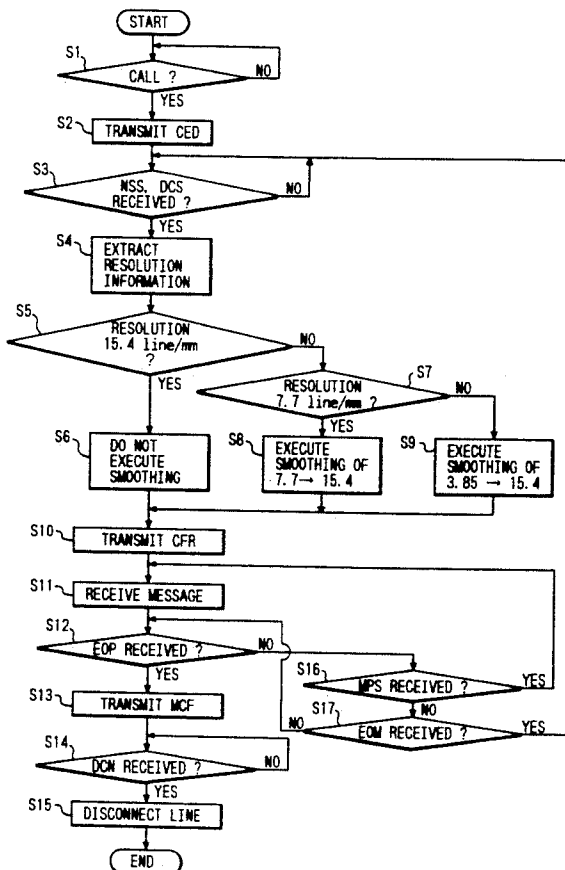 START
S1
CALL ?
NO
YES
S2
TRANSMIT CED
S3
NSS, DCS
RECEIVED ?
NO
YES
S4
EXTRACT
RESOLUTION
INFORMATION
S5
RESOLUTION
15.4 line/mm
?
NO
YES
S7
RESOLUTION
7.7 line/mm ?
NO
YES
S6
DO NOT
EXECUTE
SMOOTHING
S8
EXECUTE
SMOOTHING OF
7.7 → 15.4
S9
EXECUTE
SMOOTHING OF
3.85 → 15.4
S10
TRANSMIT CFR
S11
RECEIVE MESSAGE
S12
EOP RECEIVED ?
NO
YES
S16
MPS RECEIVED ?
YES
NO
S13
TRANSMIT MCF
S17
NO
EOM RECEIVED ?
YES
S14
DCN RECEIVED ?
NO
YES
S15
DISCONNECT LINE
END